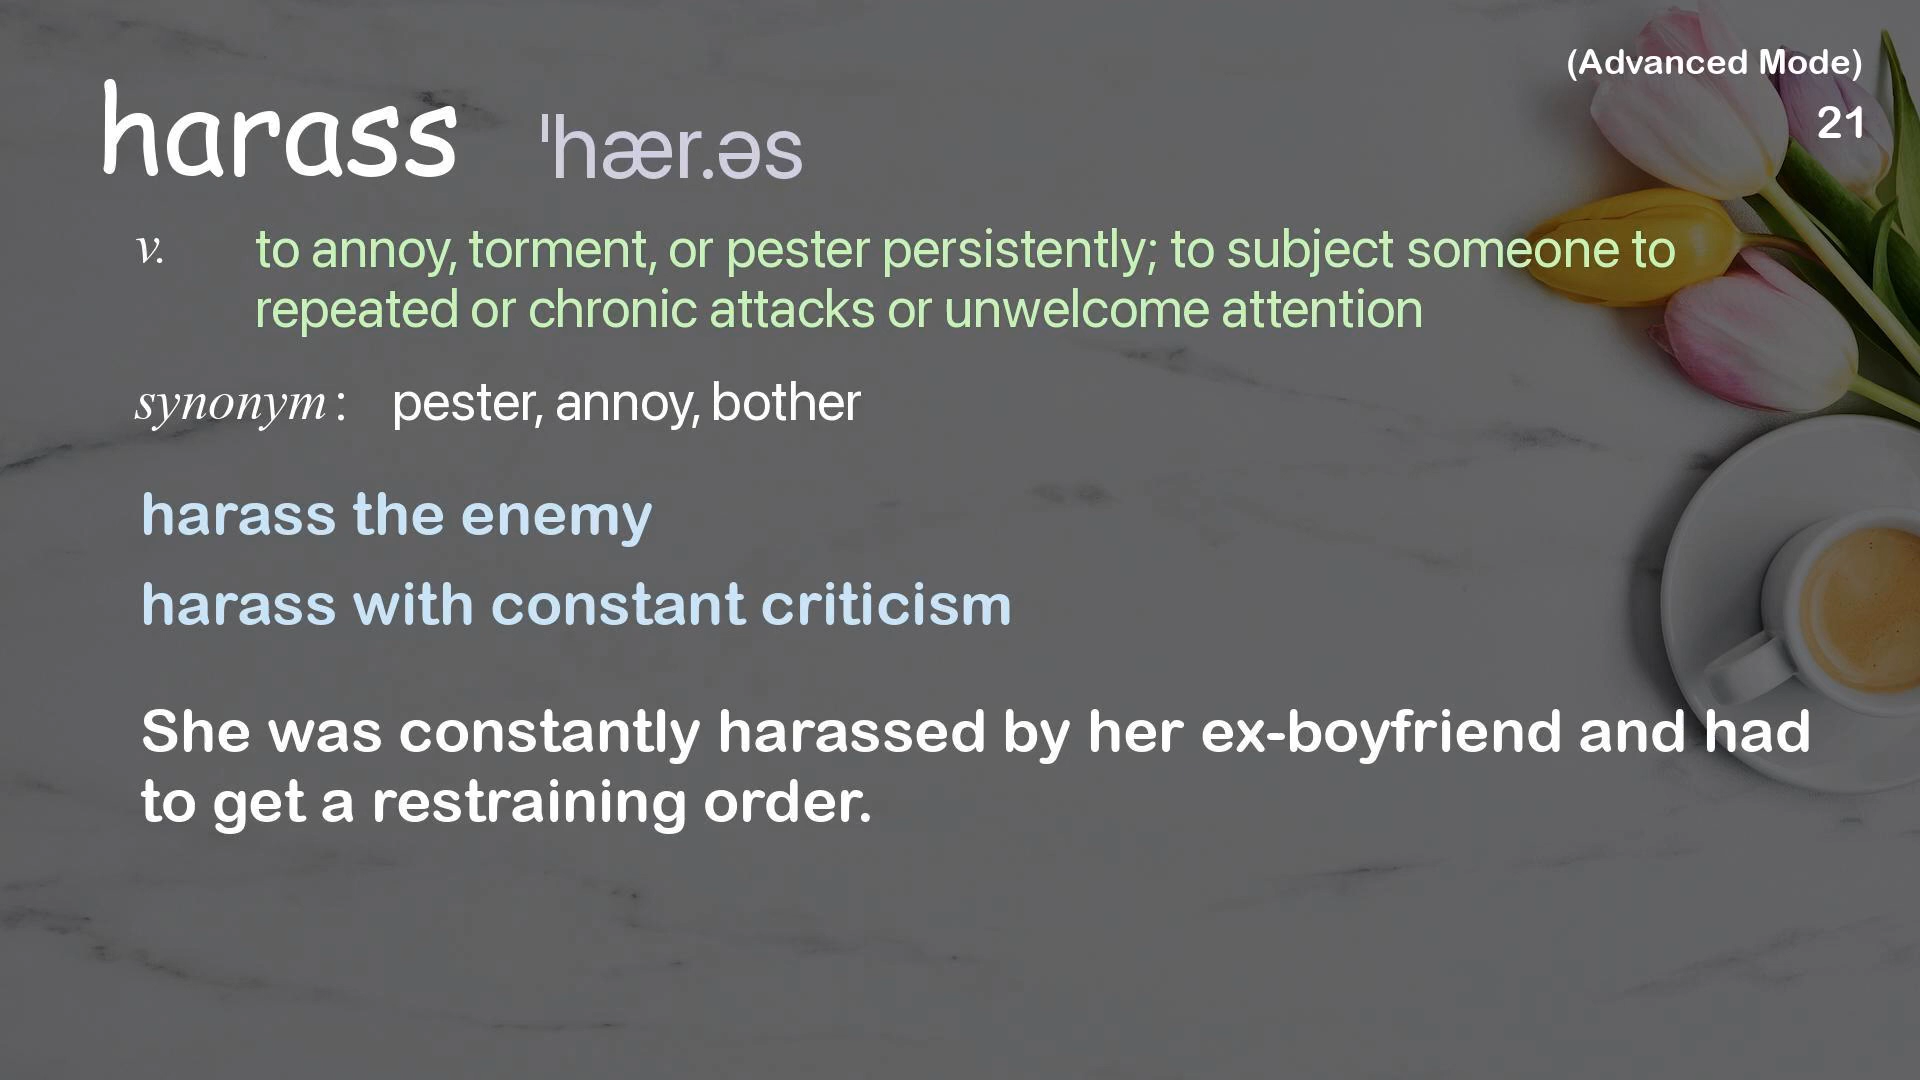 (Advanced Mode)
21
harass ˈhær.əs
v. to annoy, torment, or pester persistently; to subject someone to
repeated or chronic attacks or unwelcome attention
synonym : pester, annoy, bother
harass the enemy
harass with constant criticism
She was constantly harassed by her ex-boyfriend and had
to get a restraining order.